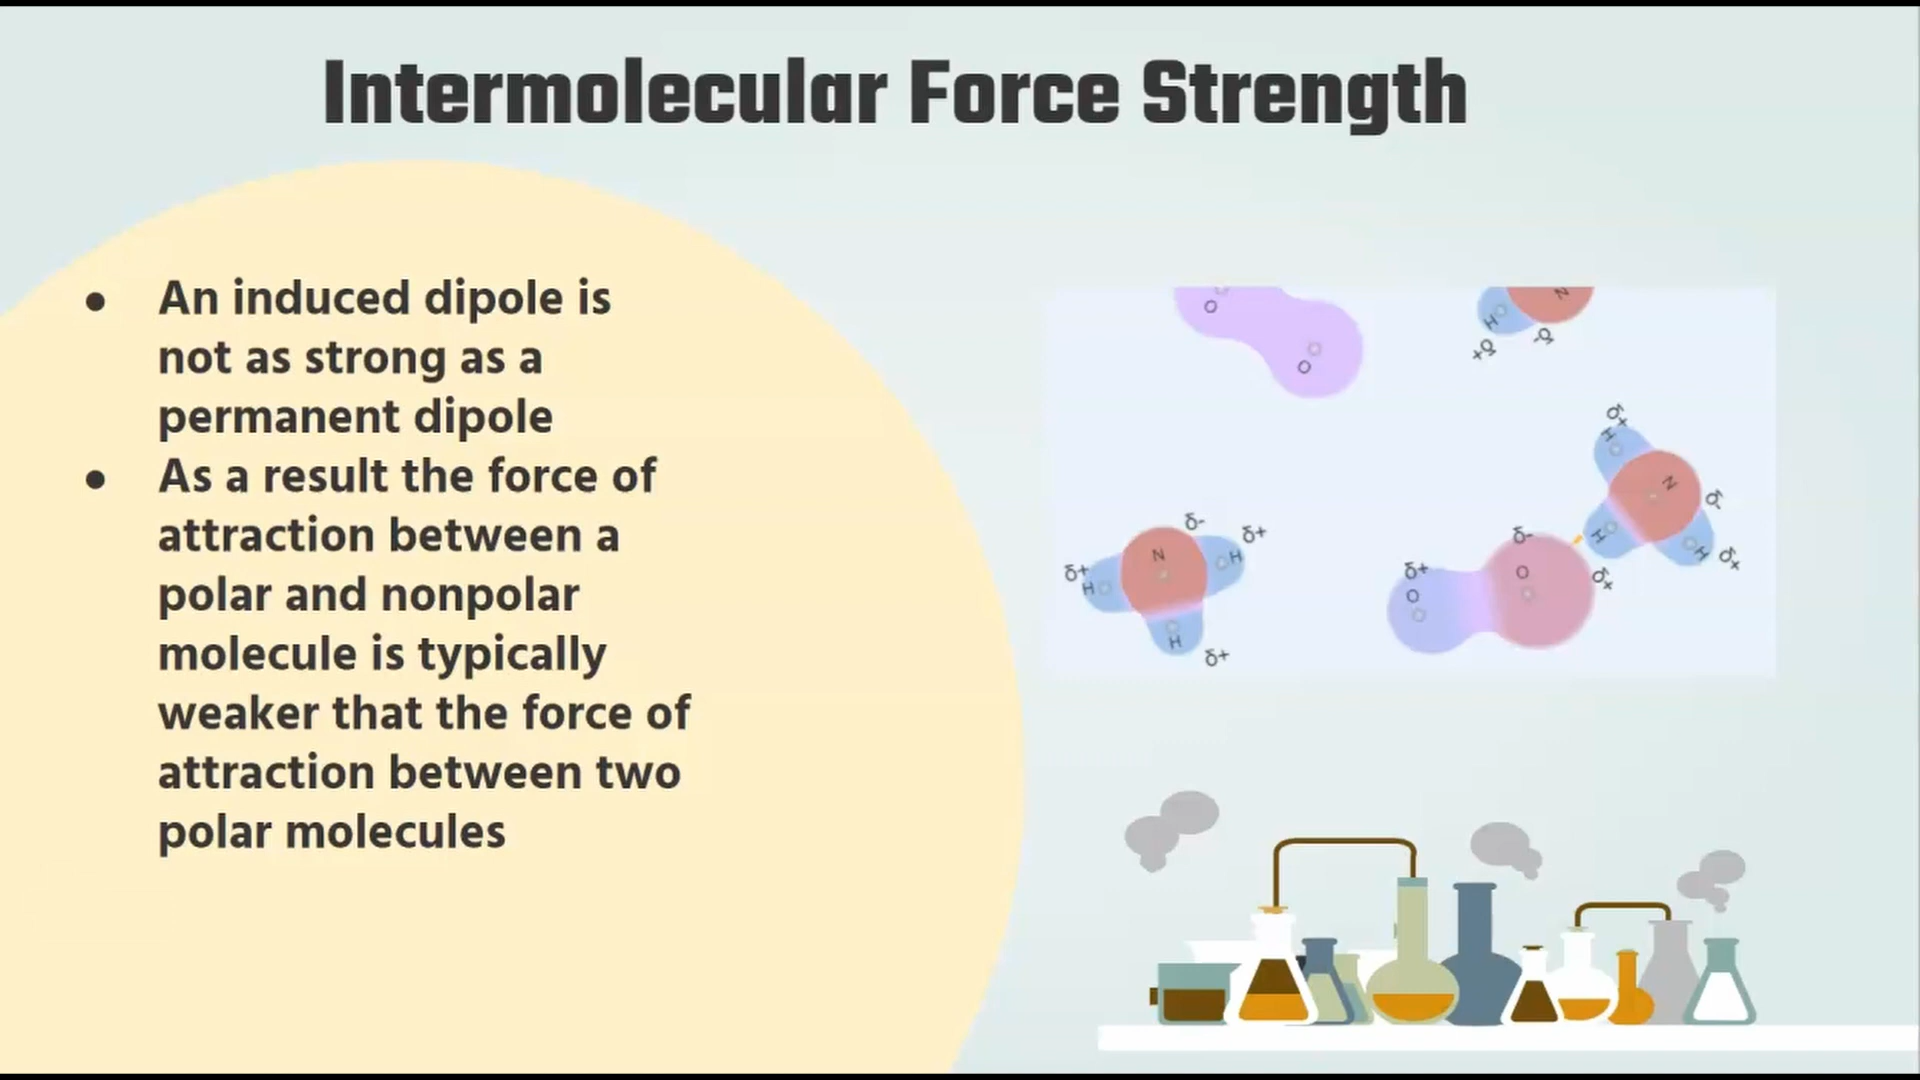 Intermolecular Force Strength
● An induced dipole is
not as strong as a
permanent dipole
● As a result the force of
attraction between a
polar and nonpolar
molecule is typically
weaker that the force of
attraction between two
polar molecules
O
O
N
H
δ+
δ-
δ+
H
N
δ-
H
H
δ+
δ-
δ+
N
δ+
H
H
δ+
H
δ+
δ-
δ+
O
O
δ+